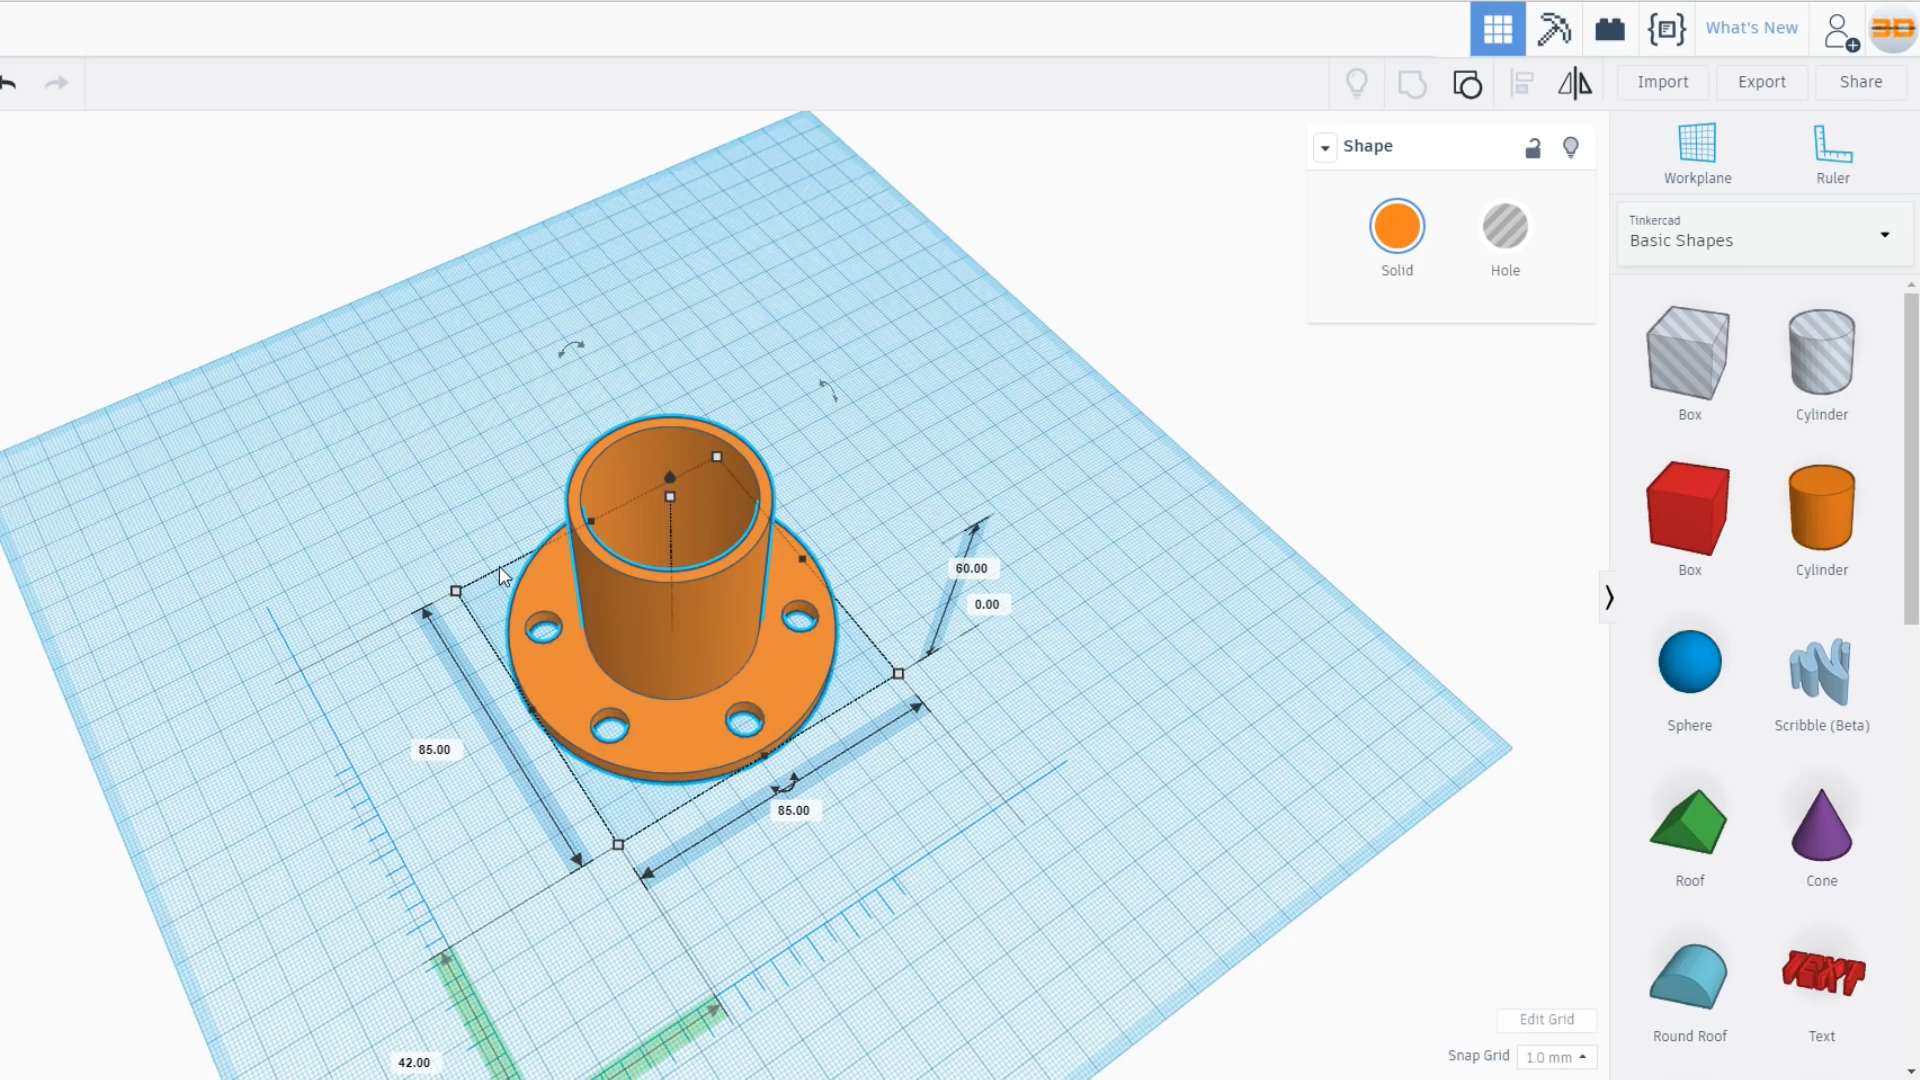 What's New
3D
Import
Export
Share
Shape
Workplane
Ruler
Solid
Hole
Tinkercad
Basic Shapes
Box
Cylinder
Box
Cylinder
Sphere
Scribble (Beta)
Roof
Cone
TEXT
Round Roof
Text
60.00
0.00
85.00
85.00
42.00
Edit Grid
Snap Grid
1.0 mm